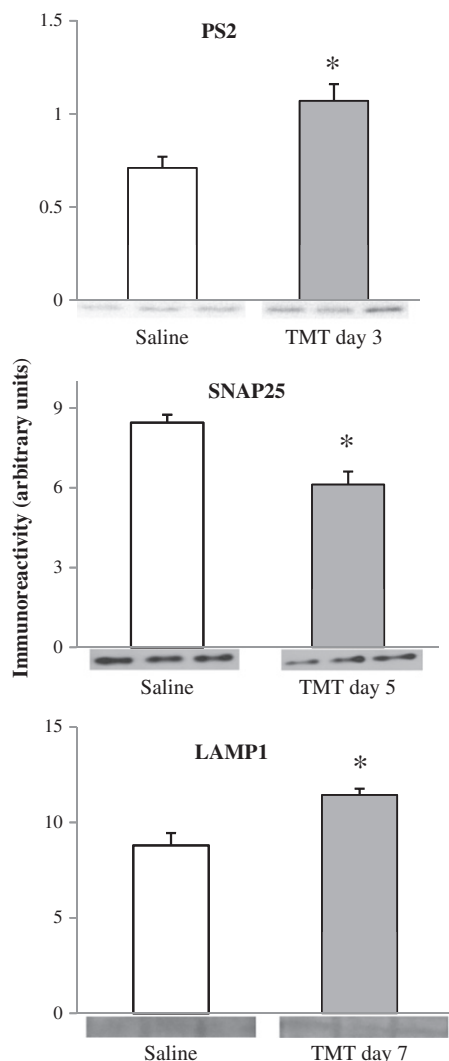 PS2
1.5
*
1
0.5
0
Saline TMT day 3
Immunoreactivity (arbitrary units)
SNAP25
9
*
6
3
0
Saline TMT day 5
15
LAMP1
*
10
5
0
Saline TMT day 7